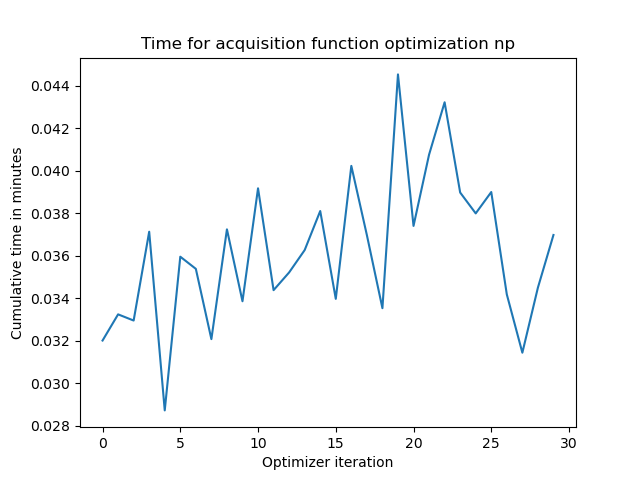 Time for acquisition function optimization np
0.044
0.042
0.040
0.038
0.036
0.034
0.032
0.030
0.028
Cumulative time in minutes
0 5 10 15 20 25 30
Optimizer iteration